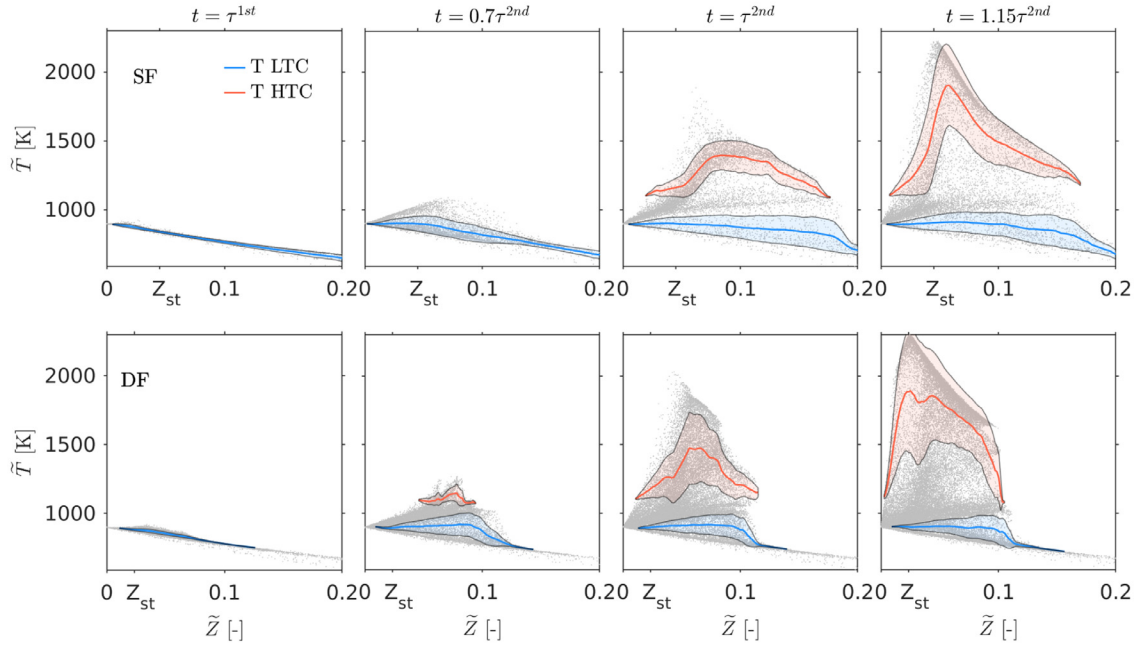 t = τ^{1st} t = 0.7τ^{2nd} t = τ^{2nd} t = 1.15τ^{2nd}
SF
T LTC
T HTC
2000
1500
1000
T̃ [K]
0 Z_st 0.1 0.20 Z_st 0.1 0.20 Z_st 0.1 0.20 Z_st 0.1 0.2
DF
2000
1500
1000
T̃ [K]
0 Z_st 0.1 0.20 Z_st 0.1 0.20 Z_st 0.1 0.20 Z_st 0.1 0.2
Z̃ [-] Z̃ [-] Z̃ [-] Z̃ [-]